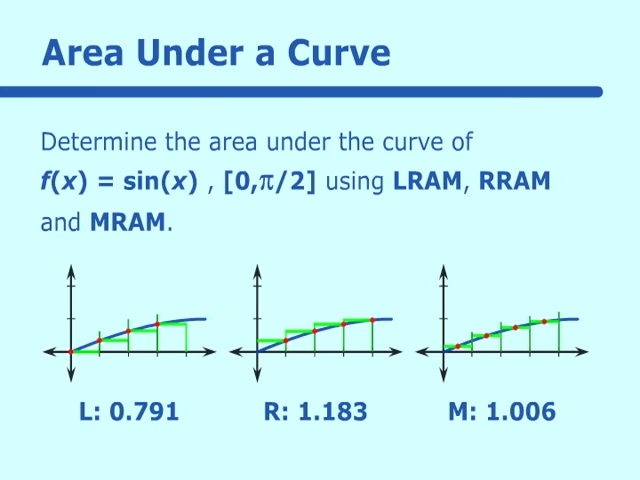 Area Under a Curve
Determine the area under the curve of
f(x) = sin(x) , [0,π/2] using LRAM, RRAM
and MRAM.
L: 0.791 R: 1.183 M: 1.006